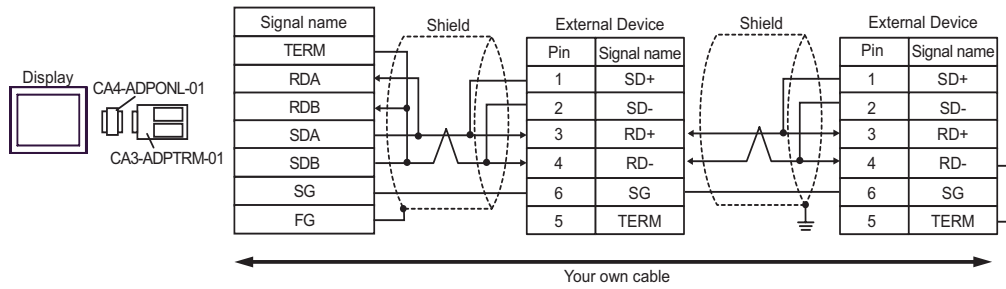 Display
CA4-ADPONL-01
CA3-ADPTRM-01
Signal name
TERM
RDA
RDB
SDA
SDB
SG
FG
Shield
External Device
Pin Signal name
1 SD+
2 SD-
3 RD+
4 RD-
6 SG
5 TERM
Shield
External Device
Pin Signal name
1 SD+
2 SD-
3 RD+
4 RD-
6 SG
5 TERM
Your own cable